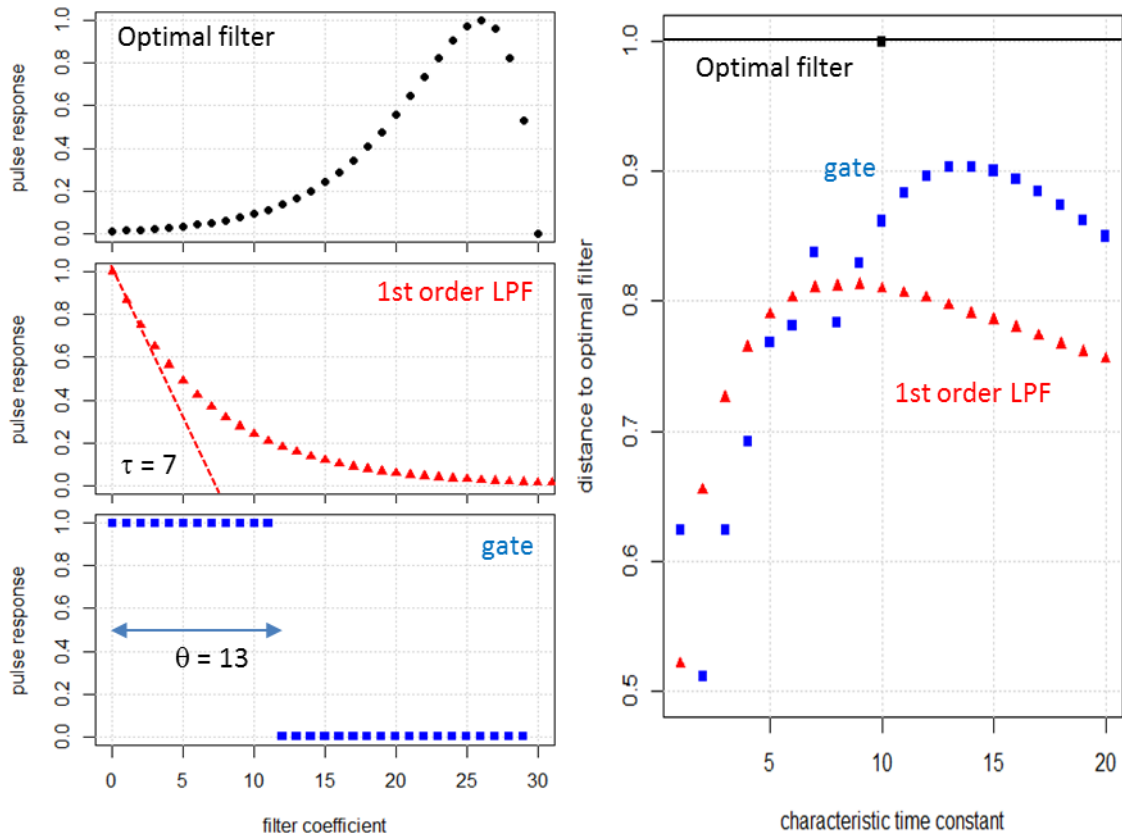 Optimal filter
pulse response
0.0 0.2 0.4 0.6 0.8 1.0
1st order LPF
τ = 7
pulse response
0.0 0.2 0.4 0.6 0.8 1.0
gate
θ = 13
pulse response
0.0 0.2 0.4 0.6 0.8 1.0
0 5 10 15 20 25 30
filter coefficient
Optimal filter
gate
1st order LPF
distance to optimal filter
0.5 0.6 0.7 0.8 0.9 1.0
5 10 15 20
characteristic time constant